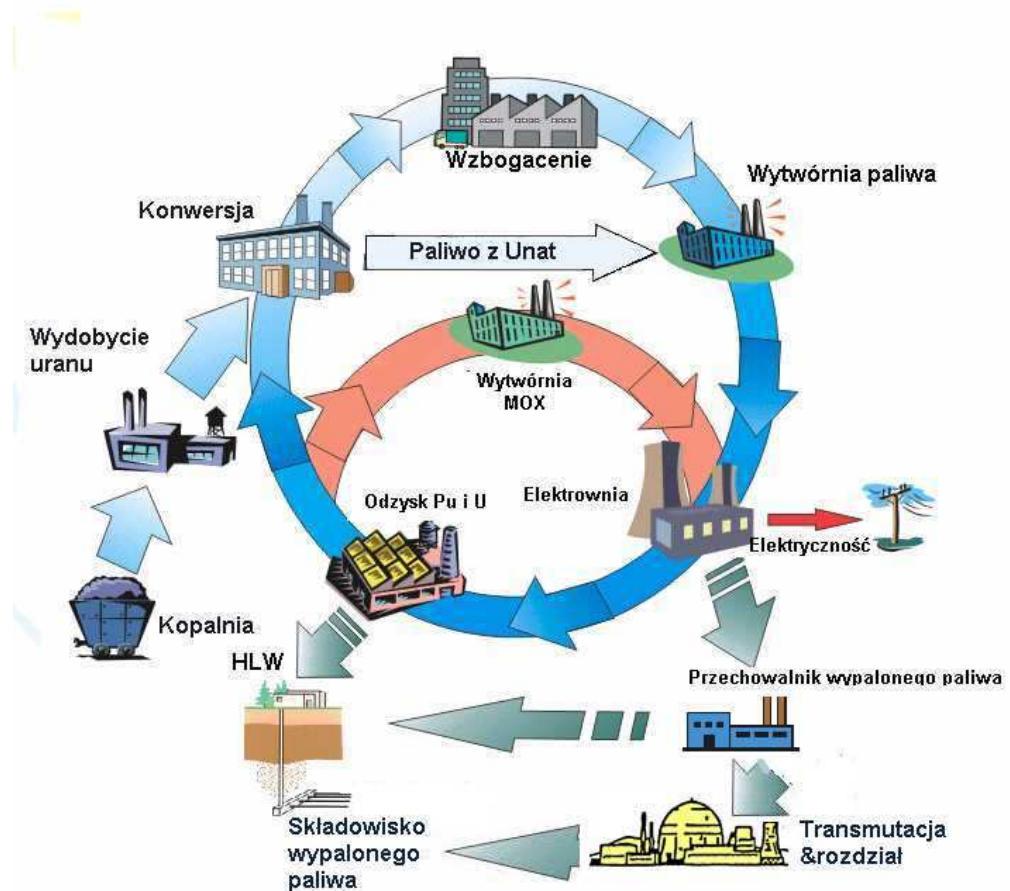 Wzbogacenie
Wytwórnia paliwa
Konwersja
Paliwo z Unat
Wydobycie
uranu
Wytwórnia
MOX
Odzysk Pu i U
Elektrownia
Elektryczność
Kopalnia
HLW
Przechowalnik wypalonego paliwa
Składowisko
wypalonego
paliwa
Transmutacja
&rozdział